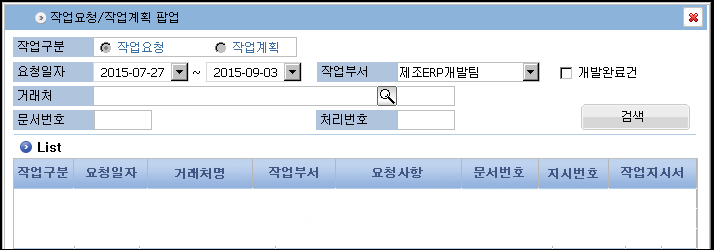 작업요청/작업계획 팝업
작업구분 작업요청 작업계획
요청일자 2015-07-27 ~ 2015-09-03 작업부서 제조ERP개발팀 개발완료건
거래처
문서번호 처리번호 검색
List
작업구분 요청일자 거래처명 작업부서 요청사항 문서번호 지시번호 작업지시서